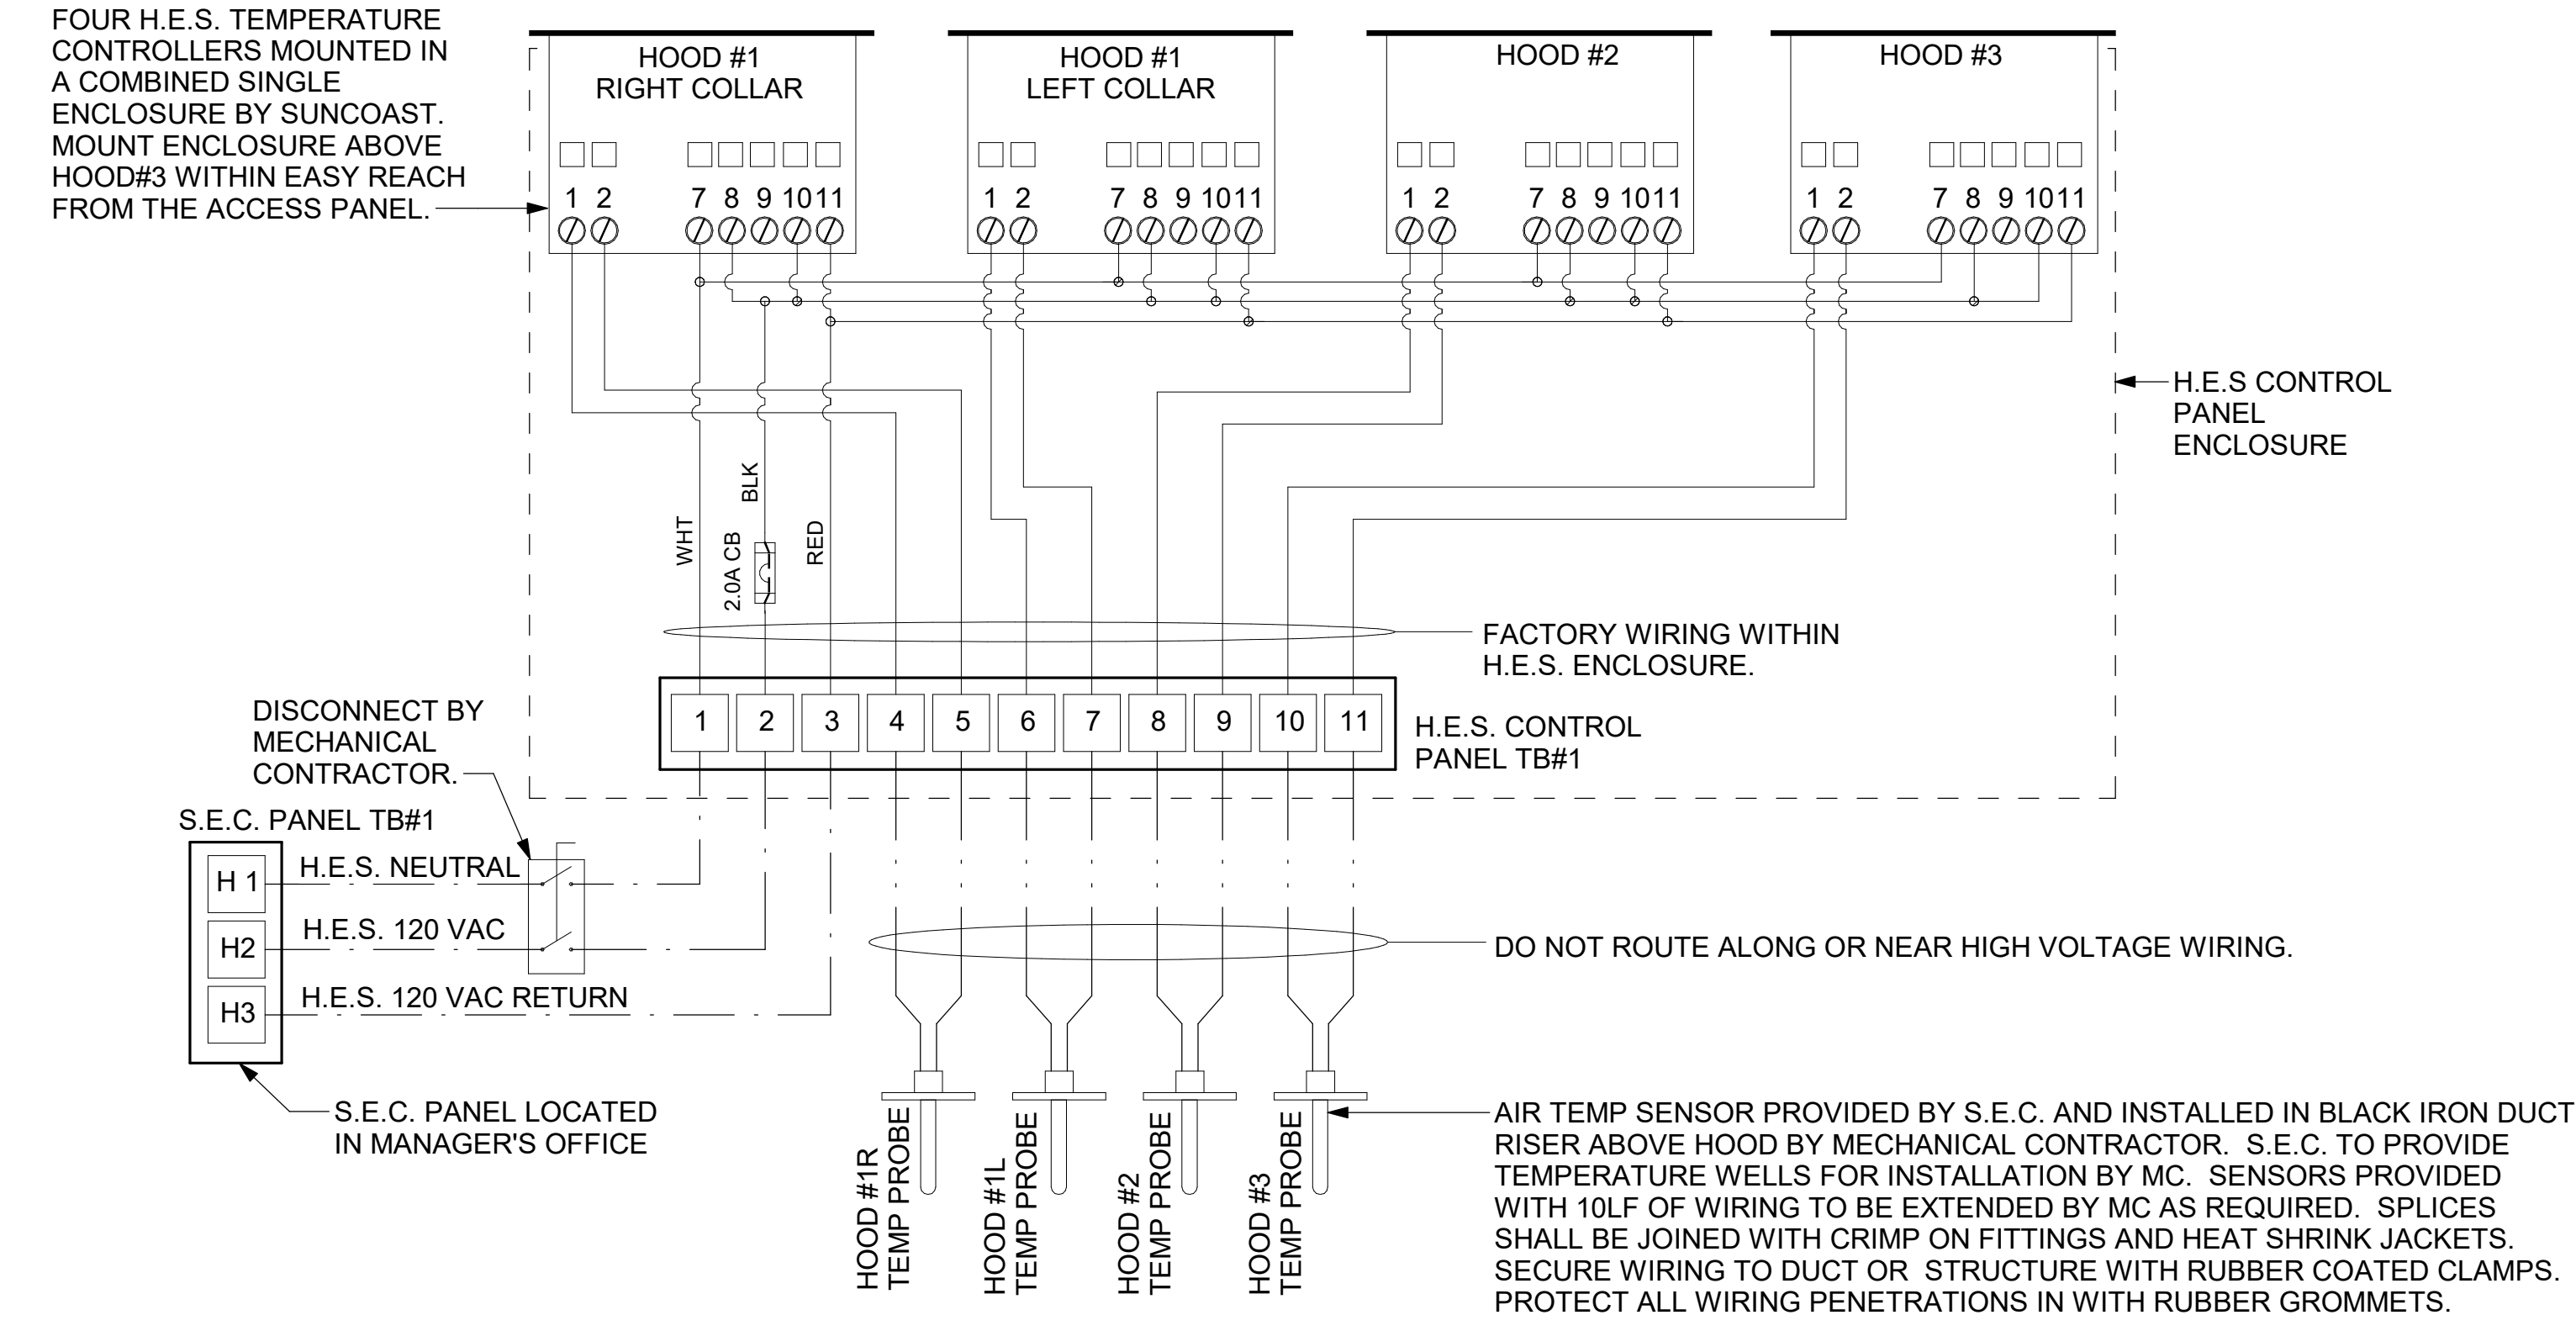 FOUR H.E.S. TEMPERATURE
CONTROLLERS MOUNTED IN
A COMBINED SINGLE
ENCLOSURE BY SUNCOAST.
MOUNT ENCLOSURE ABOVE
HOOD#3 WITHIN EASY REACH
FROM THE ACCESS PANEL.
HOOD #1
RIGHT COLLAR
1 2 7 8 9 10 11
HOOD #1
LEFT COLLAR
1 2 7 8 9 10 11
HOOD #2
1 2 7 8 9 10 11
HOOD #3
1 2 7 8 9 10 11
H.E.S CONTROL
PANEL
ENCLOSURE
WHT
BLK
2.0A CB
RED
FACTORY WIRING WITHIN
H.E.S. ENCLOSURE.
1 2 3 4 5 6 7 8 9 10 11
H.E.S. CONTROL
PANEL TB#1
DISCONNECT BY
MECHANICAL
CONTRACTOR.
S.E.C. PANEL TB#1
H 1
H.E.S. NEUTRAL
H2
H.E.S. 120 VAC
H3
H.E.S. 120 VAC RETURN
S.E.C. PANEL LOCATED
IN MANAGER'S OFFICE
DO NOT ROUTE ALONG OR NEAR HIGH VOLTAGE WIRING.
HOOD #1R
TEMP PROBE
HOOD #1L
TEMP PROBE
HOOD #2
TEMP PROBE
HOOD #3
TEMP PROBE
AIR TEMP SENSOR PROVIDED BY S.E.C. AND INSTALLED IN BLACK IRON DUCT
RISER ABOVE HOOD BY MECHANICAL CONTRACTOR. S.E.C. TO PROVIDE
TEMPERATURE WELLS FOR INSTALLATION BY MC. SENSORS PROVIDED
WITH 10LF OF WIRING TO BE EXTENDED BY MC AS REQUIRED. SPLICES
SHALL BE JOINED WITH CRIMP ON FITTINGS AND HEAT SHRINK JACKETS.
SECURE WIRING TO DUCT OR STRUCTURE WITH RUBBER COATED CLAMPS.
PROTECT ALL WIRING PENETRATIONS IN WITH RUBBER GROMMETS.